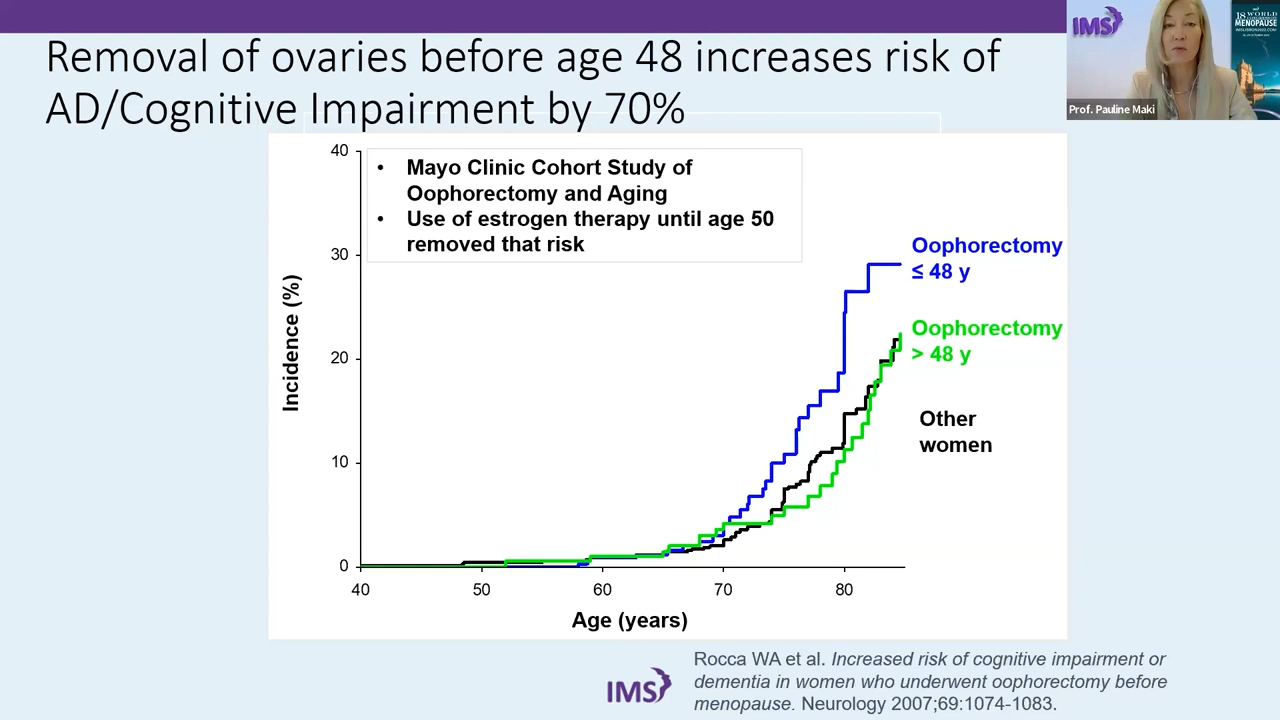 Removal of ovaries before age 48 increases risk of
AD/Cognitive Impairment by 70%
IMS
18TH WORLD
MENOPAUSE
Prof. Pauline Maki
• Mayo Clinic Cohort Study of
Oophorectomy and Aging
• Use of estrogen therapy until age 50
removed that risk
Incidence (%)
40
30
20
10
0
Oophorectomy
≤ 48 y
Oophorectomy
> 48 y
Other
women
40 50 60 70 80
Age (years)
IMS
Rocca WA et al. Increased risk of cognitive impairment or
dementia in women who underwent oophorectomy before
menopause. Neurology 2007;69:1074-1083.